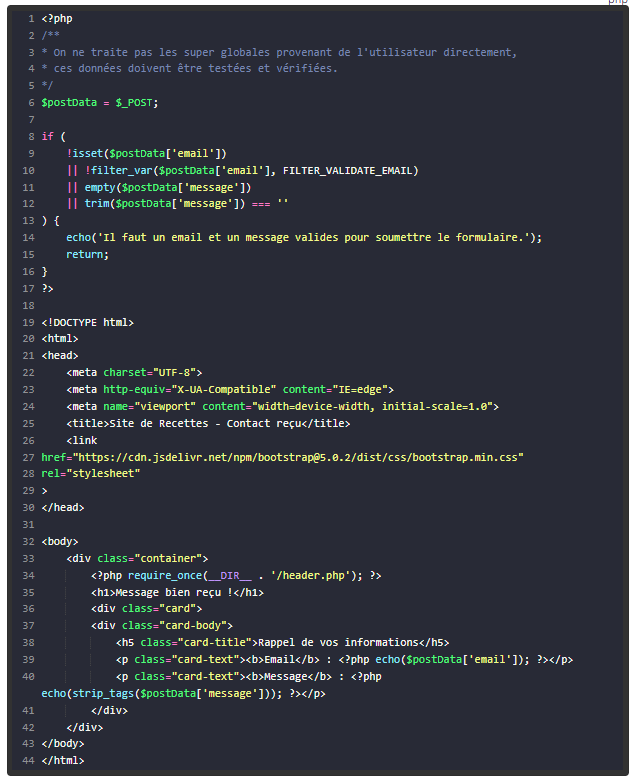 php
1 <?php
2 /**
3 * On ne traite pas les super globales provenant de l'utilisateur directement,
4 * ces données doivent être testées et vérifiées.
5 */
6 $postData = $_POST;
7
8 if (
9 !isset($postData['email'])
10 || !filter_var($postData['email'], FILTER_VALIDATE_EMAIL)
11 || empty($postData['message'])
12 || trim($postData['message']) === ''
13 ) {
14 echo('Il faut un email et un message valides pour soumettre le formulaire.');
15 return;
16 }
17 ?>
18
19 <!DOCTYPE html>
20 <html>
21 <head>
22 <meta charset="UTF-8">
23 <meta http-equiv="X-UA-Compatible" content="IE=edge">
24 <meta name="viewport" content="width=device-width, initial-scale=1.0">
25 <title>Site de Recettes - Contact reçu</title>
26 <link
27 href="https://cdn.jsdelivr.net/npm/bootstrap@5.0.2/dist/css/bootstrap.min.css"
28 rel="stylesheet"
29 >
30 </head>
31
32 <body>
33 <div class="container">
34 <?php require_once(__DIR__ . '/header.php'); ?>
35 <h1>Message bien reçu !</h1>
36 <div class="card">
37 <div class="card-body">
38 <h5 class="card-title">Rappel de vos informations</h5>
39 <p class="card-text"><b>Email</b> : <?php echo($postData['email']); ?></p>
40 <p class="card-text"><b>Message</b> : <?php
echo(strip_tags($postData['message'])); ?></p>
41 </div>
42 </div>
43 </body>
44 </html>